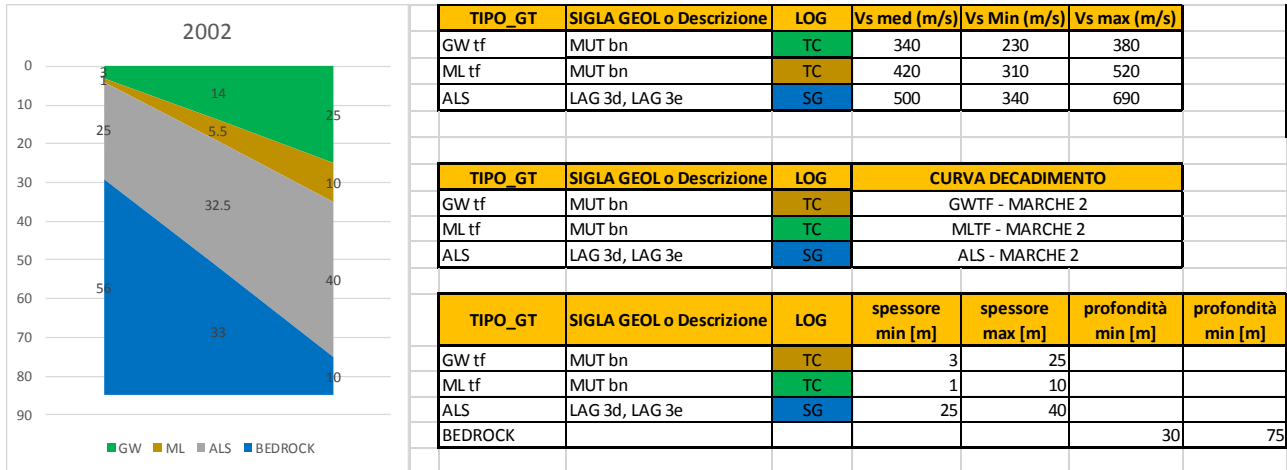 2002
0
10
20
30
40
50
60
70
80
90
3
1
25
56
14
5.5
32.5
33
25
10
40
10
GW ML ALS BEDROCK
TIPO_GT SIGLA GEOL o Descrizione LOG Vs med (m/s) Vs Min (m/s) Vs max (m/s)
GW tf MUT bn TC 340 230 380
ML tf MUT bn TC 420 310 520
ALS LAG 3d, LAG 3e SG 500 340 690
TIPO_GT SIGLA GEOL o Descrizione LOG CURVA DECADIMENTO
GW tf MUT bn TC GWTF - MARCHE 2
ML tf MUT bn TC MLTF - MARCHE 2
ALS LAG 3d, LAG 3e SG ALS - MARCHE 2
TIPO_GT SIGLA GEOL o Descrizione LOG spessore min [m] spessore max [m] profondità min [m] profondità min [m]
GW tf MUT bn TC 3 25
ML tf MUT bn TC 1 10
ALS LAG 3d, LAG 3e SG 25 40
BEDROCK 30 75